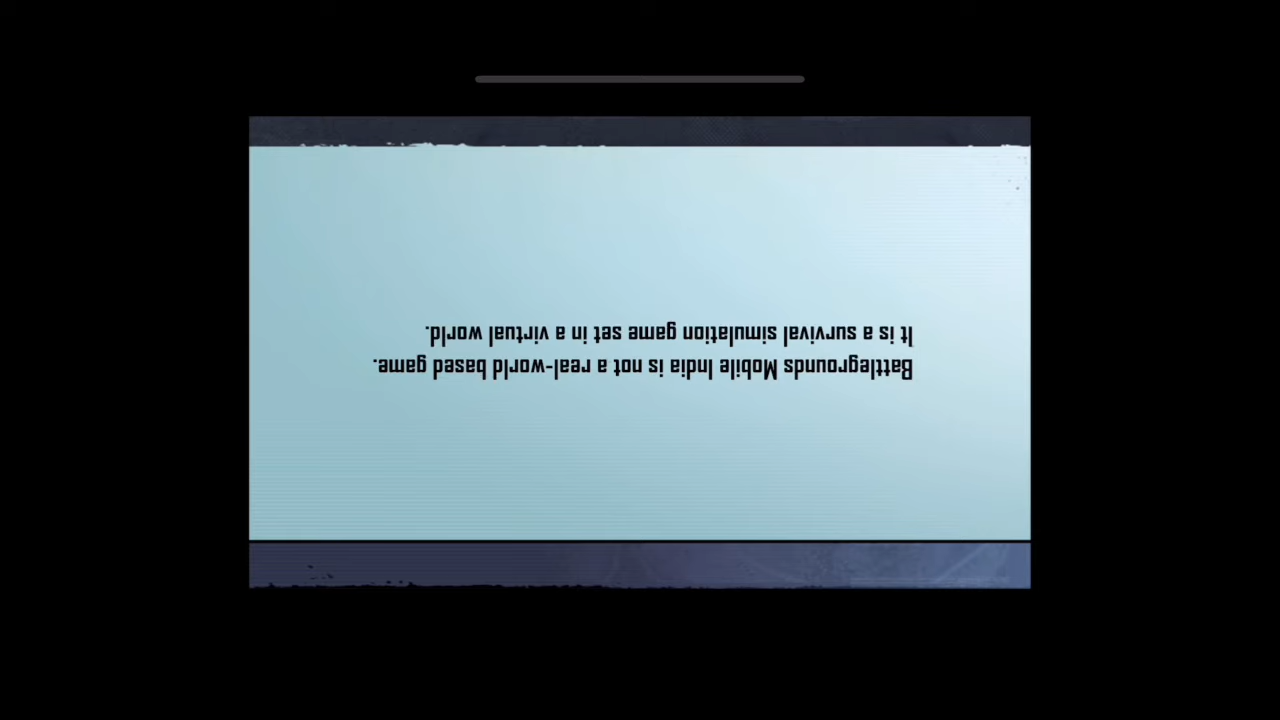 Battlegrounds Mobile India is not a real-world based game.
It is a survival simulation game set in a virtual world.